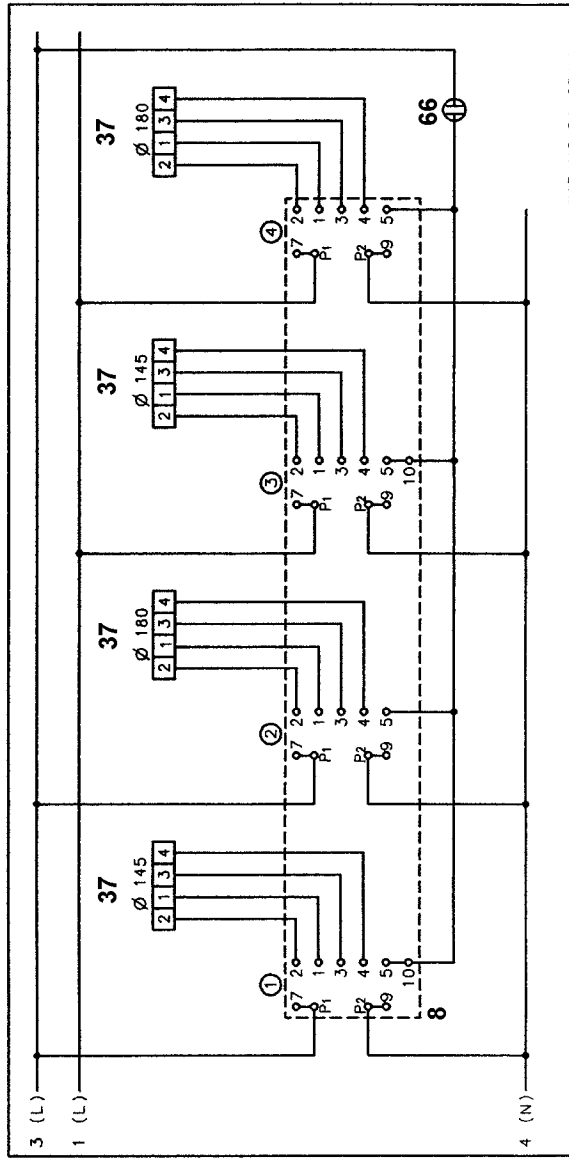 3 (L)
1 (L)
37 37 37 37
Ø 145 Ø 180 Ø 145 Ø 180
2 1 3 4 2 1 3 4 2 1 3 4 2 1 3 4
1 2 3 4
7 2 7 2 7 2 7 2
P1 1 P1 1 P1 1 P1 1
3 3 3 3
P2 4 P2 4 P2 4 P2 4
9 5 9 5 9 5 9 5
10 10
8 66
4 (N)